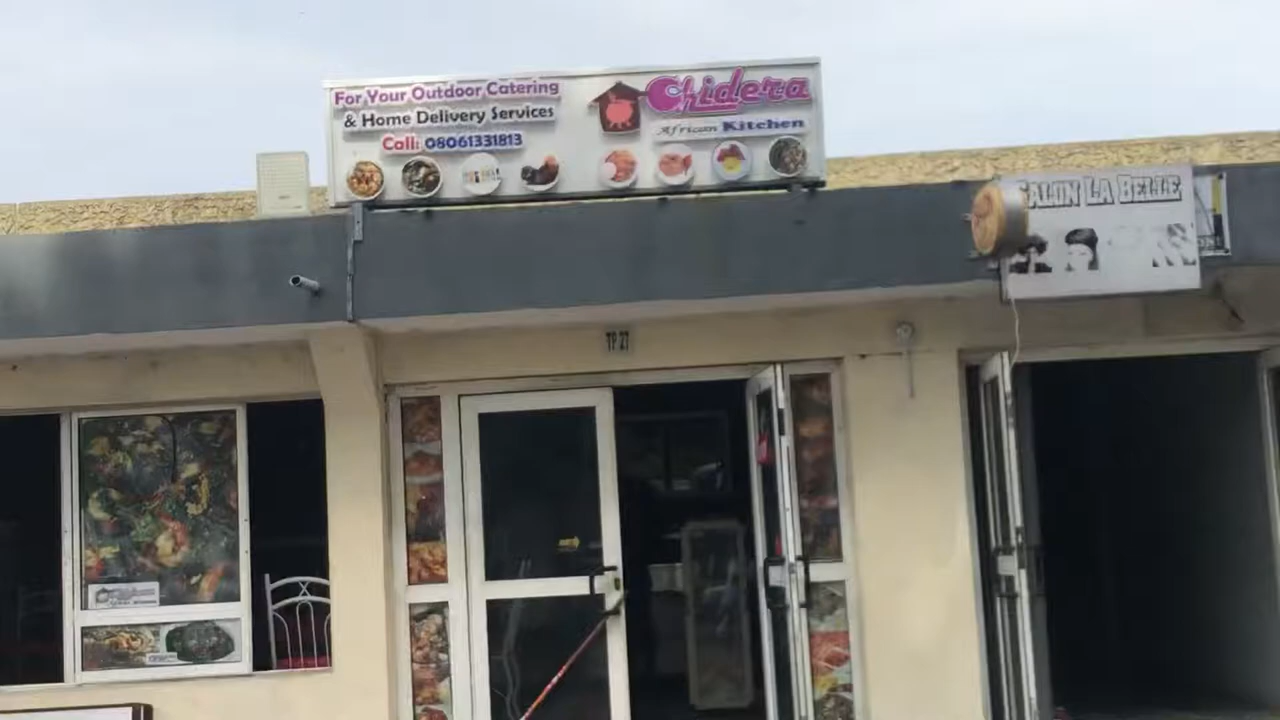 For Your Outdoor Catering
& Home Delivery Services
Call: 08061331813
Chidera
African Kitchen
SALON LA BELLE
TP 27